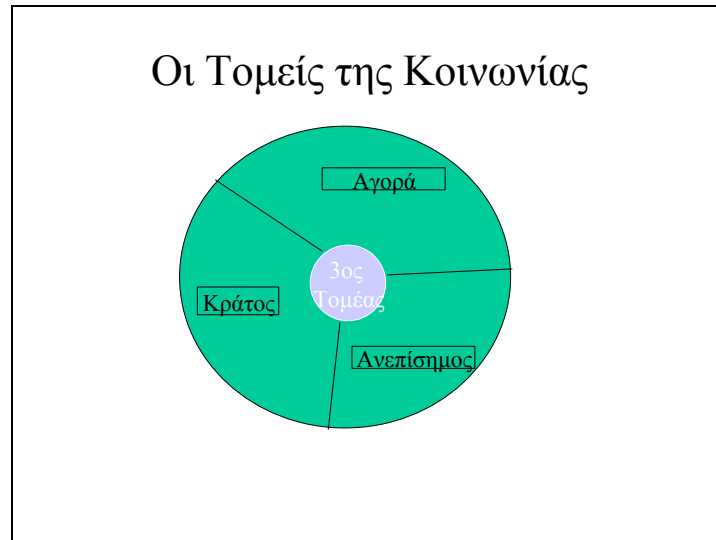 Οι Τομείς της Κοινωνίας
Αγορά
3ος
Τομέας
Κράτος
Ανεπίσημος